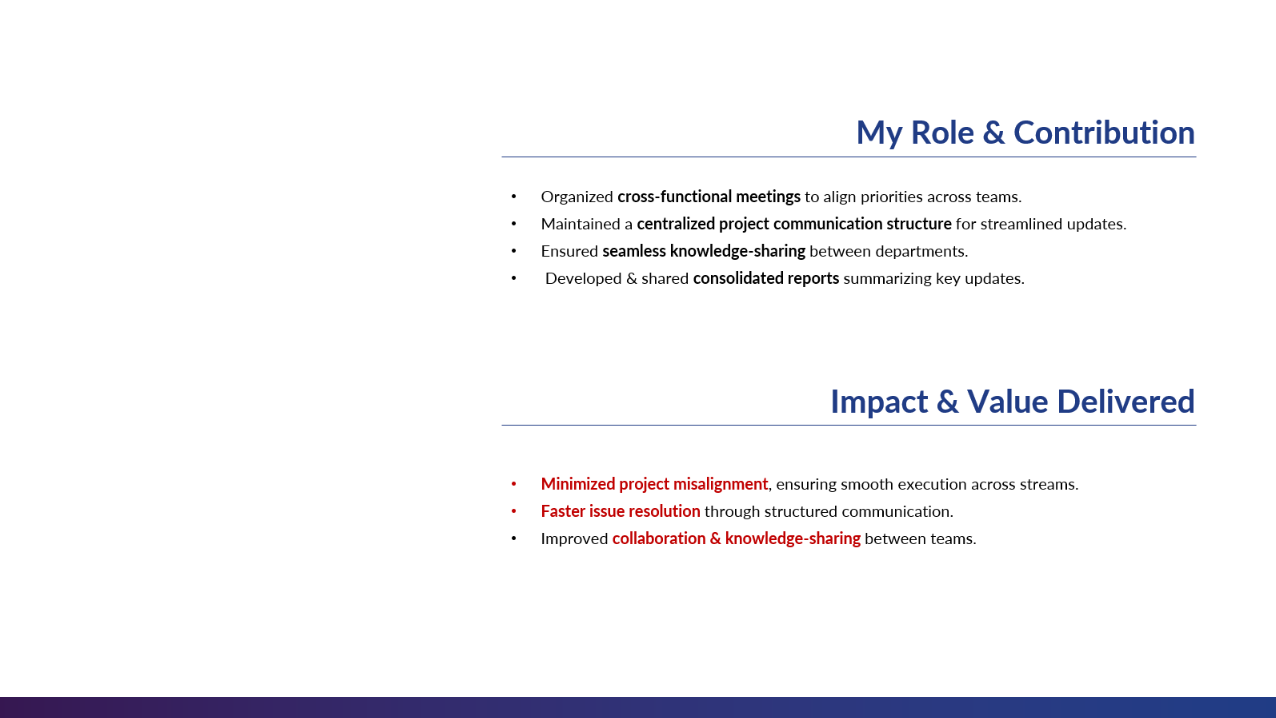 My Role & Contribution
• Organized cross-functional meetings to align priorities across teams.
• Maintained a centralized project communication structure for streamlined updates.
• Ensured seamless knowledge-sharing between departments.
• Developed & shared consolidated reports summarizing key updates.
Impact & Value Delivered
• Minimized project misalignment, ensuring smooth execution across streams.
• Faster issue resolution through structured communication.
• Improved collaboration & knowledge-sharing between teams.